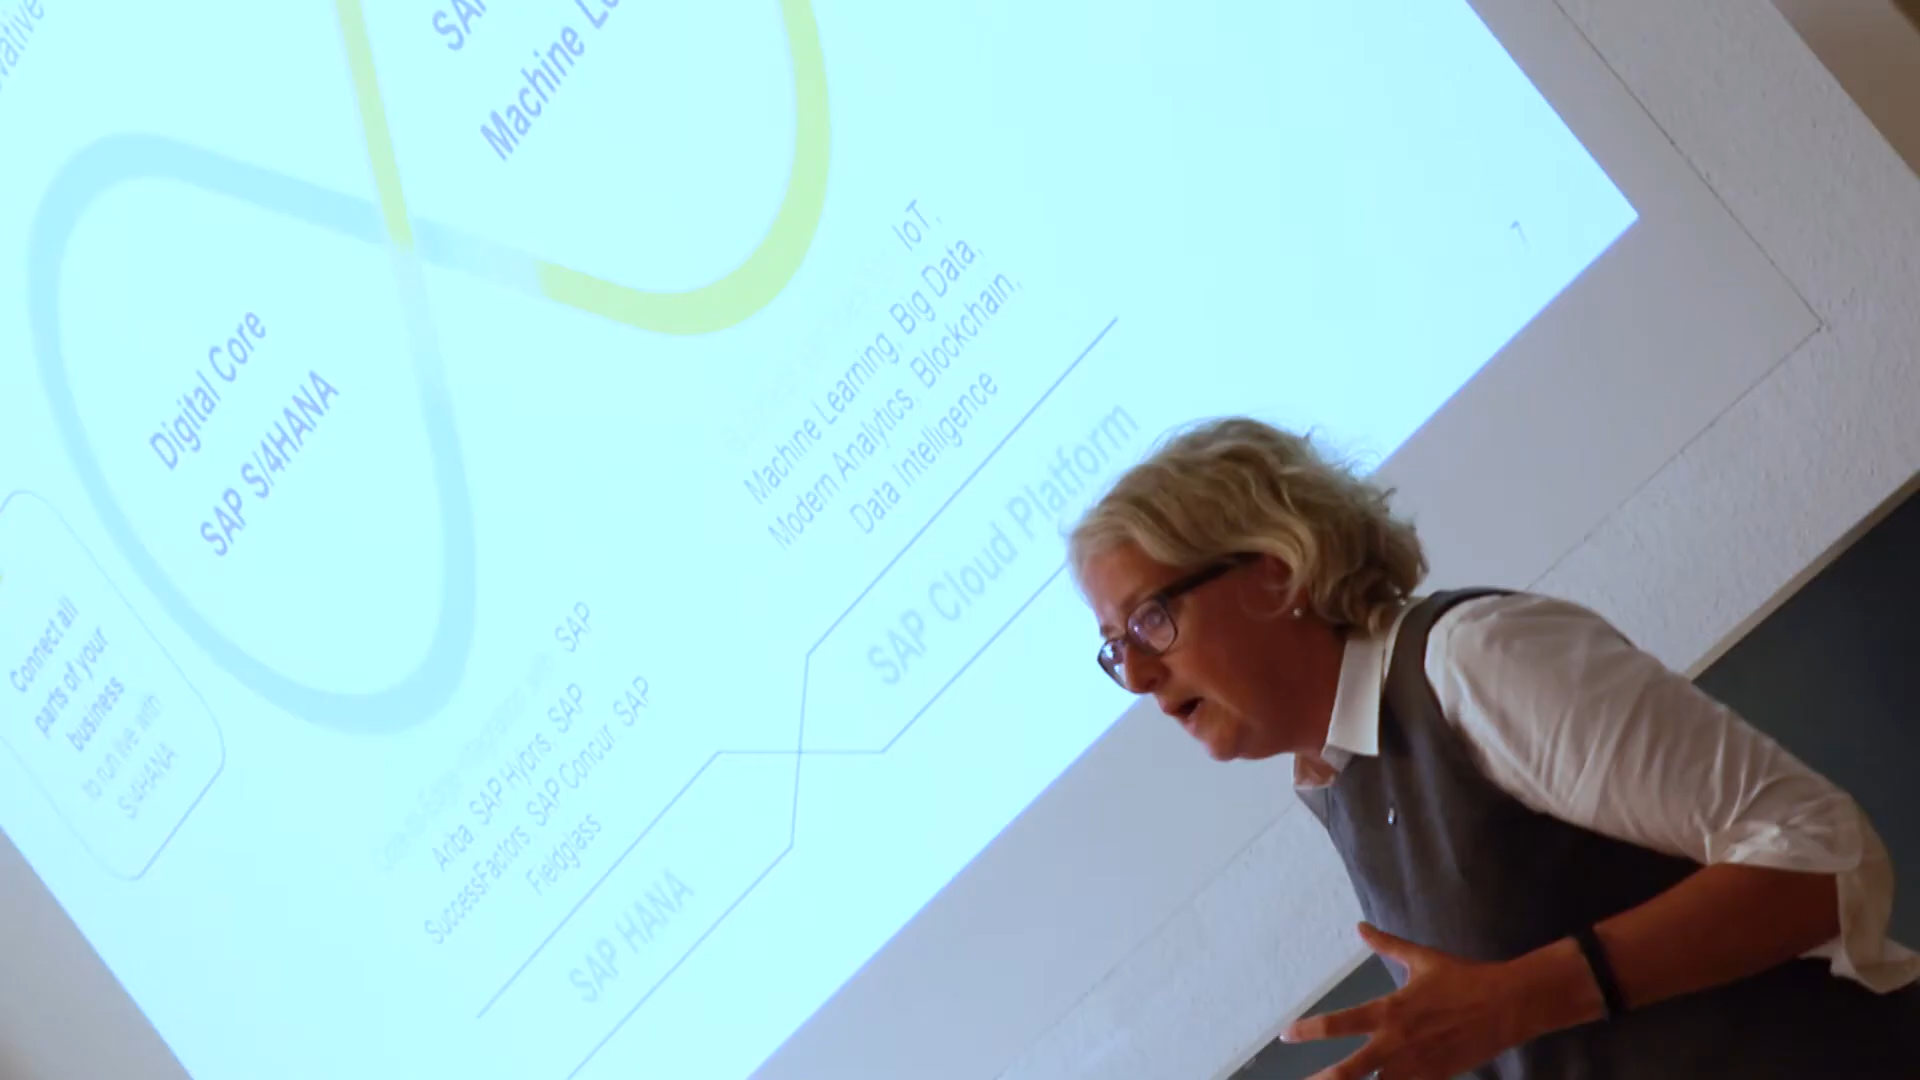 SAP
Machine
Digital Core
SAP S/4HANA
Connect all
parts of your
business
to run live with
S/4HANA
IoT,
Machine Learning, Big Data,
Modern Analytics, Blockchain,
Data Intelligence
SAP
Ariba, SAP Hybris, SAP
SuccessFactors, SAP Concur, SAP
Fieldglass
SAP HANA
SAP Cloud Platform
7